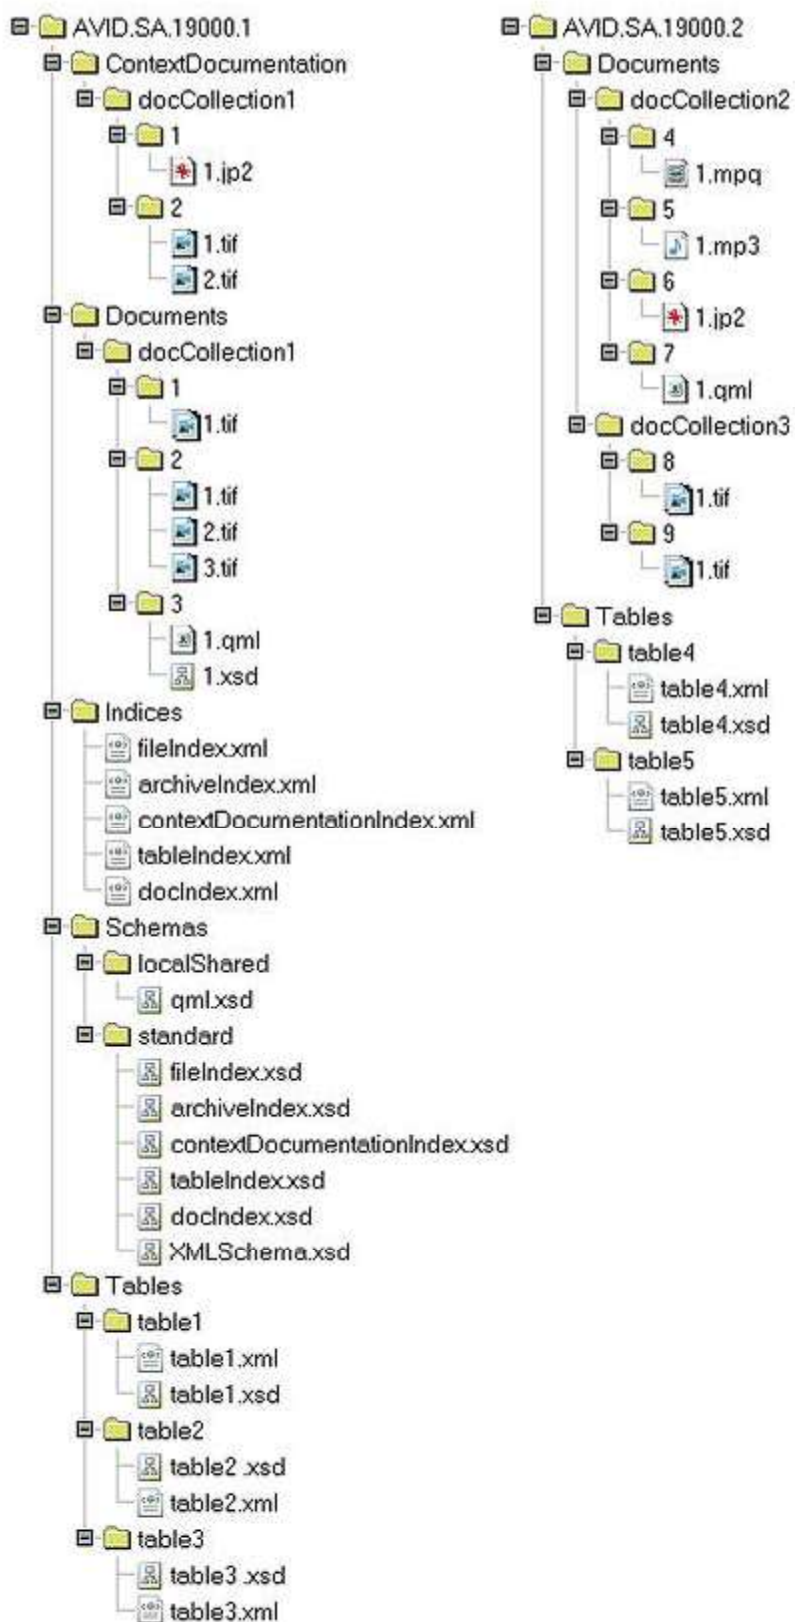 AVID.SA.19000.1
ContextDocumentation
docCollection1
1
1.jp2
2
1.tif
2.tif
Documents
docCollection1
1
1.tif
2
1.tif
2.tif
3.tif
3
1.gml
1.xsd
Indices
fileIndex.xml
archiveIndex.xml
contextDocumentationIndex.xml
tableIndex.xml
docIndex.xml
Schemas
localShared
gml.xsd
standard
fileIndex.xsd
archiveIndex.xsd
contextDocumentationIndex.xsd
tableIndex.xsd
docIndex.xsd
XMLSchema.xsd
Tables
table1
table1.xml
table1.xsd
table2
table2 .xsd
table2.xml
table3
table3 .xsd
table3.xml
AVID.SA.19000.2
Documents
docCollection2
4
1.mpg
5
1.mp3
6
1.jp2
7
1.gml
docCollection3
8
1.tif
9
1.tif
Tables
table4
table4.xml
table4.xsd
table5
table5.xml
table5.xsd